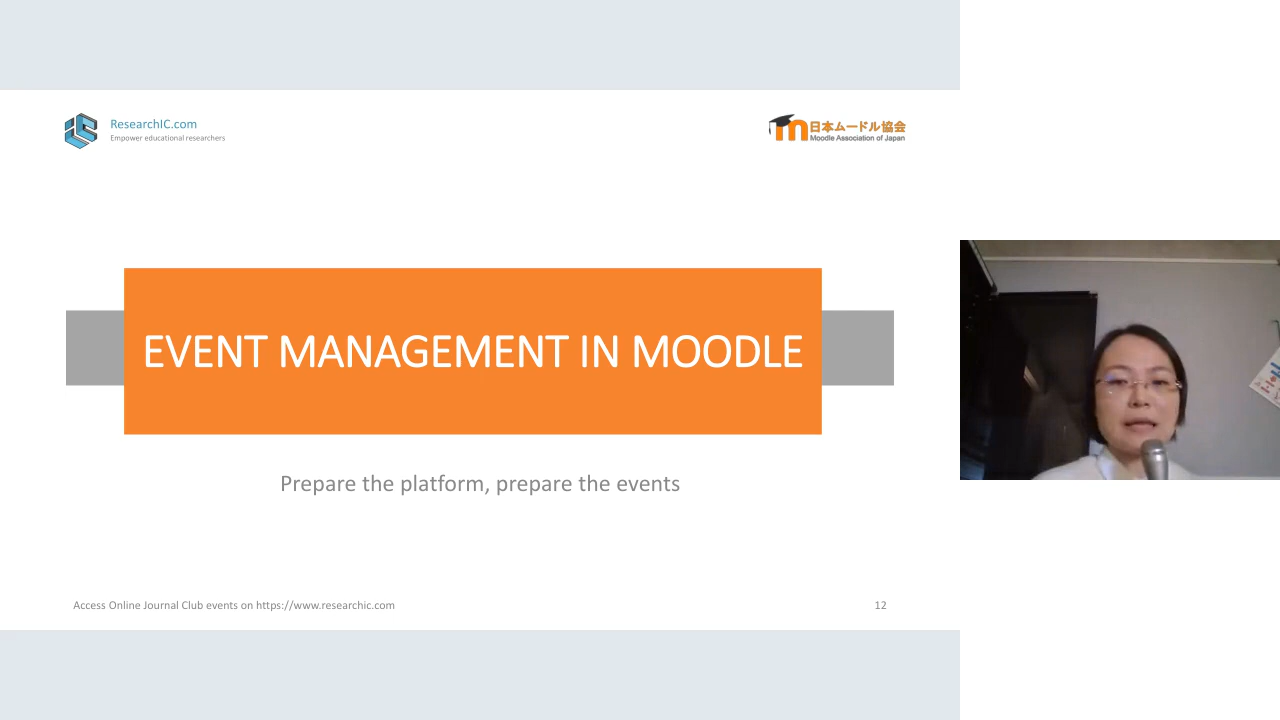 ResearchIC.com
Empower educational researchers
日本ムードル協会
Moodle Association of Japan
EVENT MANAGEMENT IN MOODLE
Prepare the platform, prepare the events
Access Online Journal Club events on https://www.researchic.com
12